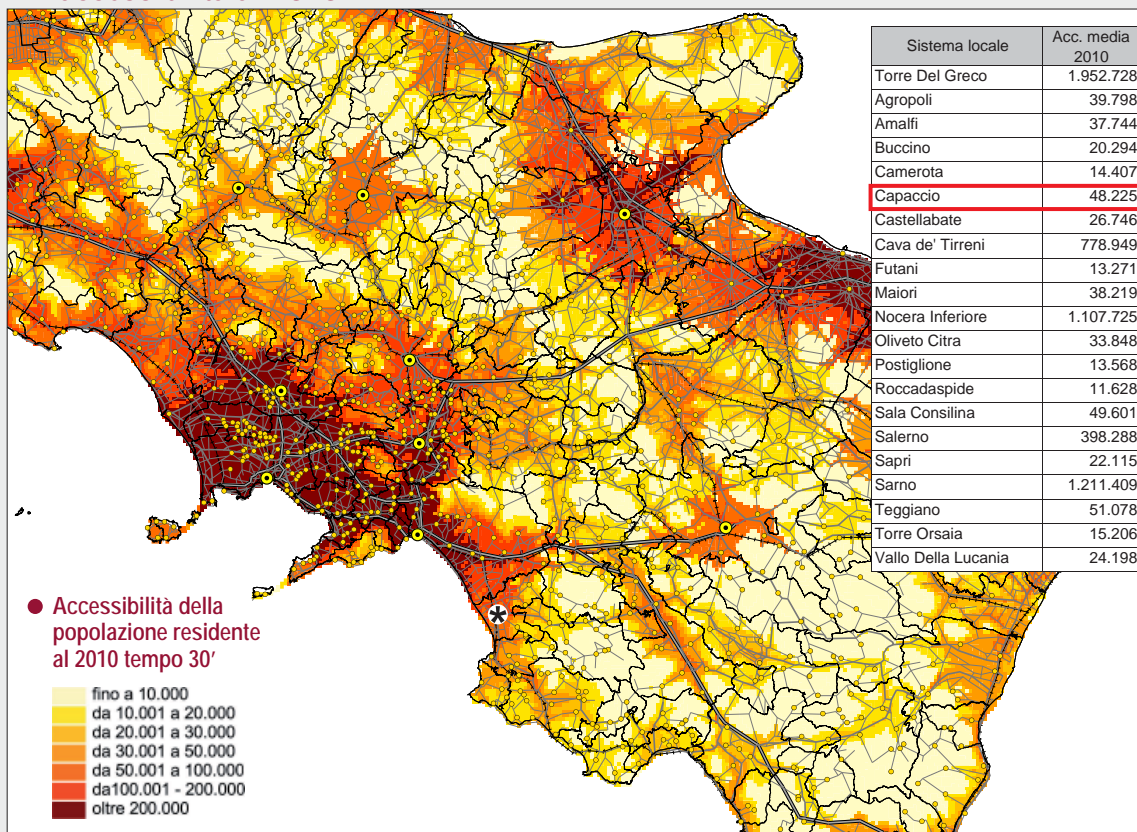 Sistema locale Acc. media 2010
Torre Del Greco 1.952.728
Agropoli 39.798
Amalfi 37.744
Buccino 20.294
Camerota 14.407
Capaccio 48.225
Castellabate 26.746
Cava de' Tirreni 778.949
Futani 13.271
Maiori 38.219
Nocera Inferiore 1.107.725
Oliveto Citra 33.848
Postiglione 13.568
Roccadaspide 11.628
Sala Consilina 49.601
Salerno 398.288
Sapri 22.115
Sarno 1.211.409
Teggiano 51.078
Torre Orsaia 15.206
Vallo Della Lucania 24.198
Accessibilità della
popolazione residente
al 2010 tempo 30'
fino a 10.000
da 10.001 a 20.000
da 20.001 a 30.000
da 30.001 a 50.000
da 50.001 a 100.000
da100.001 - 200.000
oltre 200.000